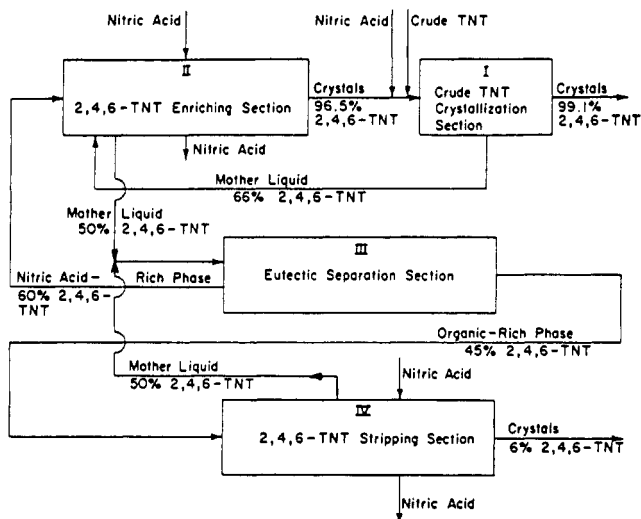 Nitric Acid
Nitric Acid
Crude TNT
II
2,4,6-TNT Enriching Section
Crystals
96.5%
2,4,6-TNT
I
Crude TNT
Crystallization
Section
Crystals
99.1%
2,4,6-TNT
Nitric Acid
Mother Liquid
66% 2,4,6-TNT
Mother Liquid
50% 2,4,6-TNT
III
Eutectic Separation Section
Nitric Acid-
Rich Phase
60% 2,4,6-
TNT
Organic-Rich Phase
45% 2,4,6-TNT
Mother Liquid
50% 2,4,6-TNT
Nitric Acid
IV
2,4,6-TNT Stripping Section
Crystals
6% 2,4,6-TNT
Nitric Acid